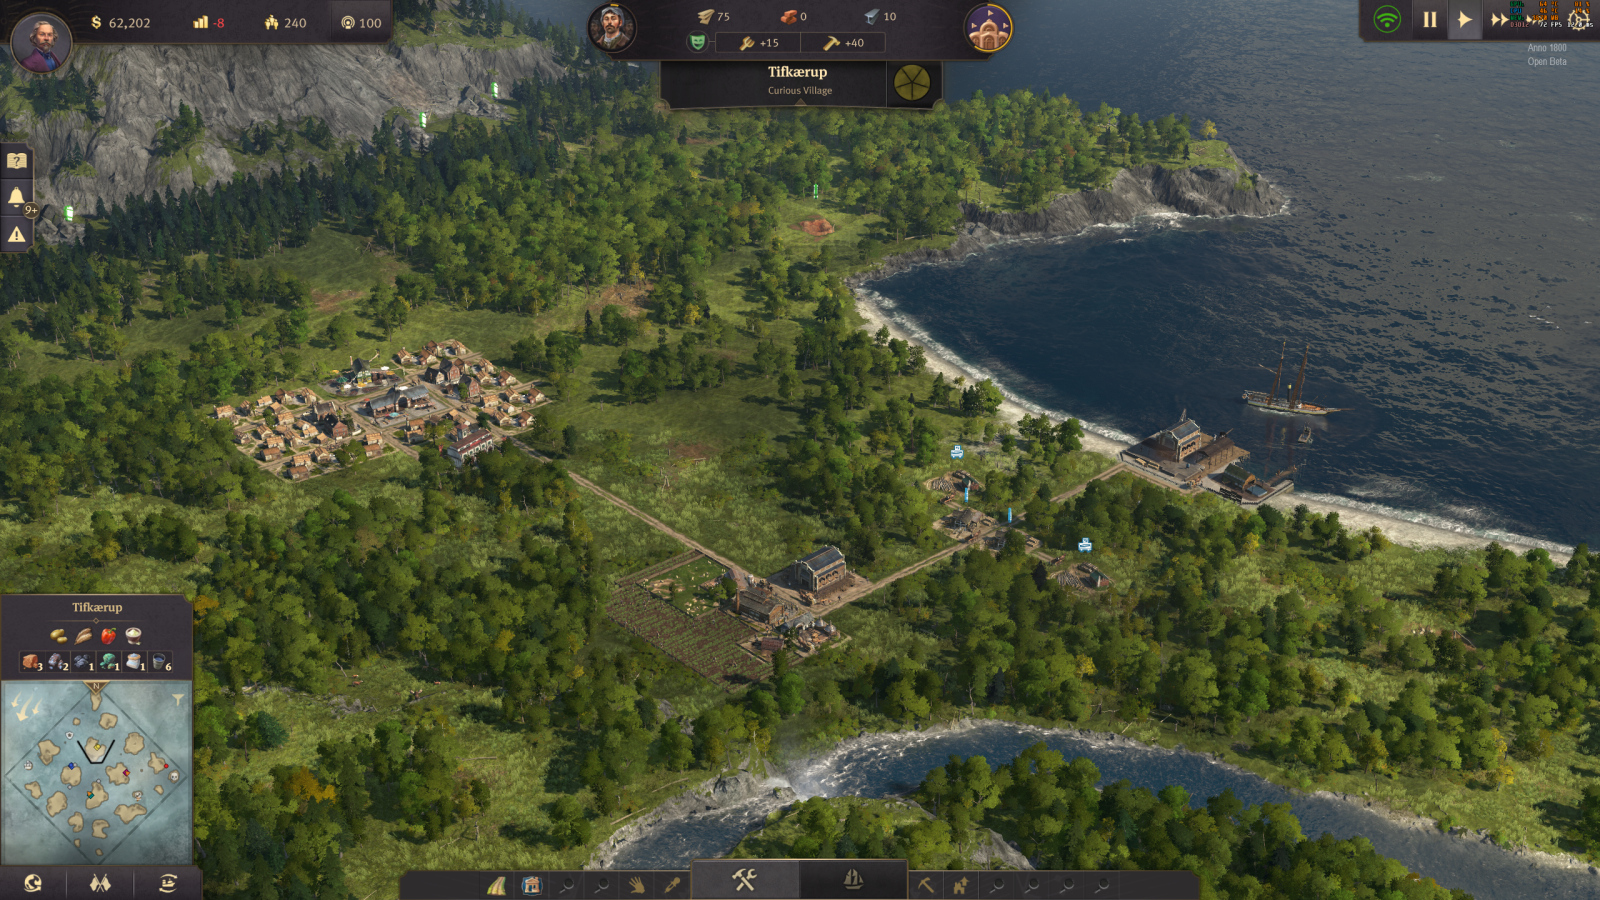 62,202
-8
240
100
75
0
10
+15
+40
Tifkærup
Curious Village
Anno 1800
Open Beta
?
9+
Tifkærup
3
2
1
1
1
6
N